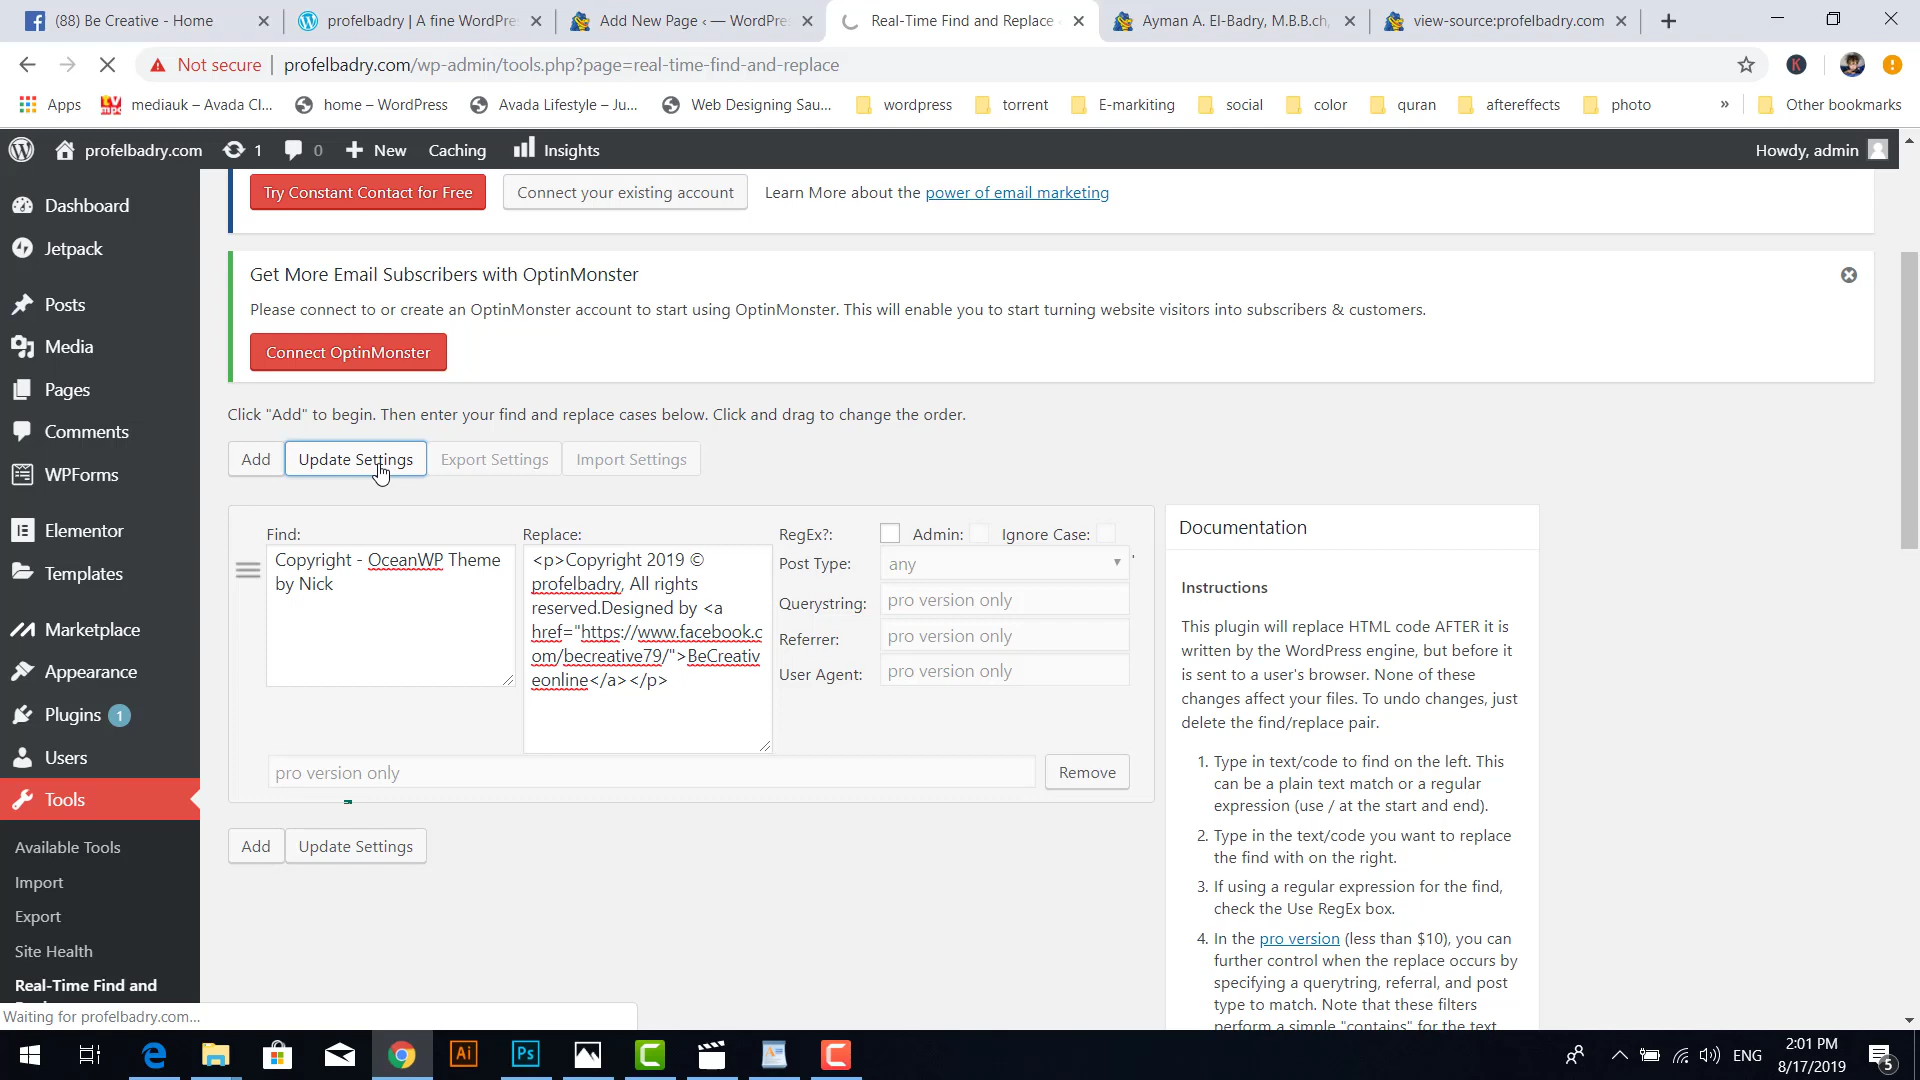 (88) Be Creative - Home
profelbadry | A fine WordPre
Add New Page ‹ — WordPre
Real-Time Find and Replace
Ayman A. El-Badry, M.B.B.ch,
view-source:profelbadry.com
Not secure | profelbadry.com/wp-admin/tools.php?page=real-time-find-and-replace
K
Apps
mediauk – Avada Cl...
home – WordPress
Avada Lifestyle – Ju...
Web Designing Sau...
wordpress
torrent
E-markiting
social
color
quran
aftereffects
photo
»
Other bookmarks
profelbadry.com
1
0
New
Caching
Insights
Howdy, admin
Dashboard
Jetpack
Posts
Media
Pages
Comments
WPForms
Elementor
Templates
Marketplace
Appearance
Plugins 1
Users
Tools
Available Tools
Import
Export
Site Health
Real-Time Find and
Waiting for profelbadry.com...
Try Constant Contact for Free
Connect your existing account
Learn More about the power of email marketing
Get More Email Subscribers with OptinMonster
Please connect to or create an OptinMonster account to start using OptinMonster. This will enable you to start turning website visitors into subscribers & customers.
Connect OptinMonster
Click "Add" to begin. Then enter your find and replace cases below. Click and drag to change the order.
Add
Update Settings
Export Settings
Import Settings
Find:
Copyright - OceanWP Theme
by Nick
Replace:
<p>Copyright 2019 ©
profelbadry, All rights
reserved.Designed by <a
href="https://www.facebook.c
om/becreative79/">BeCreativ
eonline</a></p>
RegEx?:
Admin:
Ignore Case:
Post Type:
any
'
Querystring:
pro version only
Referrer:
pro version only
User Agent:
pro version only
pro version only
Remove
Add
Update Settings
Documentation
Instructions
This plugin will replace HTML code AFTER it is
written by the WordPress engine, but before it
is sent to a user's browser. None of these
changes affect your files. To undo changes, just
delete the find/replace pair.
1. Type in text/code to find on the left. This
can be a plain text match or a regular
expression (use / at the start and end).
2. Type in the text/code you want to replace
the find with on the right.
3. If using a regular expression for the find,
check the Use RegEx box.
4. In the pro version (less than $10), you can
further control when the replace occurs by
specifying a querytring, referral, and post
type to match. Note that these filters
perform a simple "contains" for the text
Ai
Ps
ENG
2:01 PM
8/17/2019
5